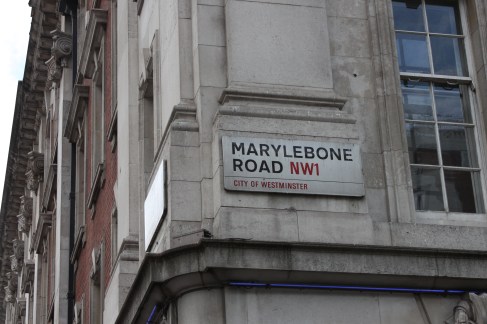 MARYLEBONE
ROAD NW1
CITY OF WESTMINSTER